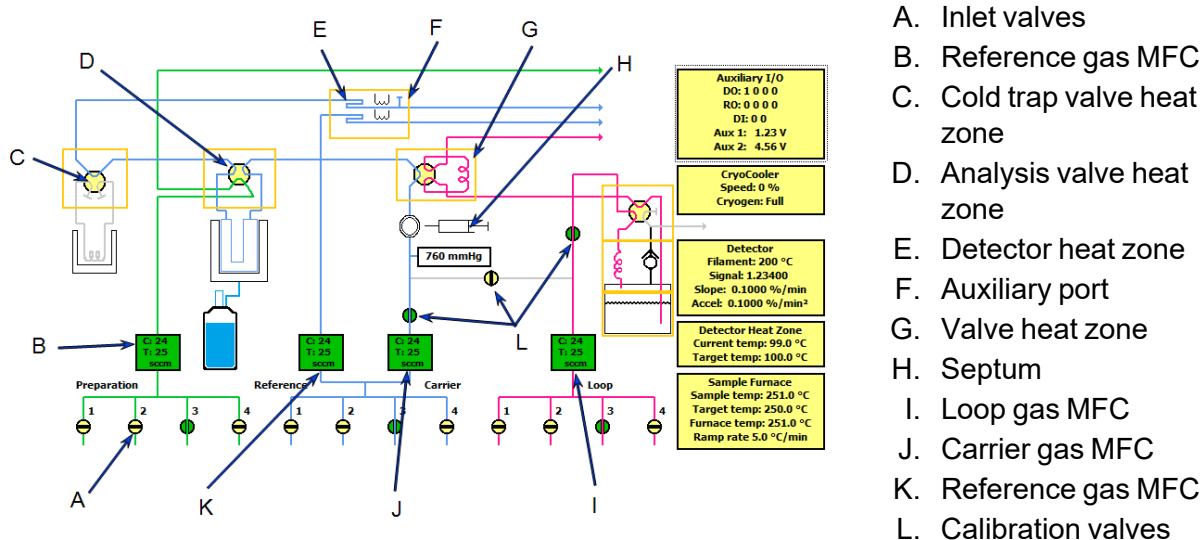 E
F
G
H
D
C
B
A
K
J
I
L
Auxiliary I/O
DO: 1 0 0 0
RO: 0 0 0 0
DI: 0 0
Aux 1: 1.23 V
Aux 2: 4.56 V
CryoCooler
Speed: 0 %
Cryogen: Full
760 mmHg
Detector
Filament: 200 °C
Signal: 1.23400
Slope: 0.1000 %/min
Accel: 0.1000 %/min²
Detector Heat Zone
Current temp: 99.0 °C
Target temp: 100.0 °C
Sample Furnace
Sample temp: 251.0 °C
Target temp: 250.0 °C
Furnace temp: 251.0 °C
Ramp rate 5.0 °C/min
C: 24
T: 25
sccm
C: 24
T: 25
sccm
C: 24
T: 25
sccm
C: 24
T: 25
sccm
Preparation
Reference
Carrier
Loop
1 2 3 4
1 2 3 4
1 2 3 4
A. Inlet valves
B. Reference gas MFC
C. Cold trap valve heat
zone
D. Analysis valve heat
zone
E. Detector heat zone
F. Auxiliary port
G. Valve heat zone
H. Septum
I. Loop gas MFC
J. Carrier gas MFC
K. Reference gas MFC
L. Calibration valves